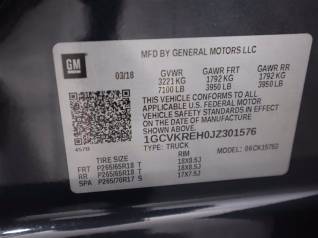 GM
MFD BY GENERAL MOTORS LLC
03/18
GVWR GAWR FRT GAWR RR
3221 KG 1792 KG 1792 KG
7100 LB 3950 LB 3950 LB
THIS VEHICLE CONFORMS TO ALL APPLICABLE
U.S. FEDERAL MOTOR VEHICLE SAFETY
STANDARDS IN EFFECT ON THE DATE OF
MANUFACTURE SHOWN ABOVE.
1GCVKREH0JZ301576
TYPE: TRUCK
TIRE SIZE RIM
FRT P265/65R18 T 18X8.5J
RR P265/65R18 T 18X8.5J
SPA P265/70R17 S 17X7.5J